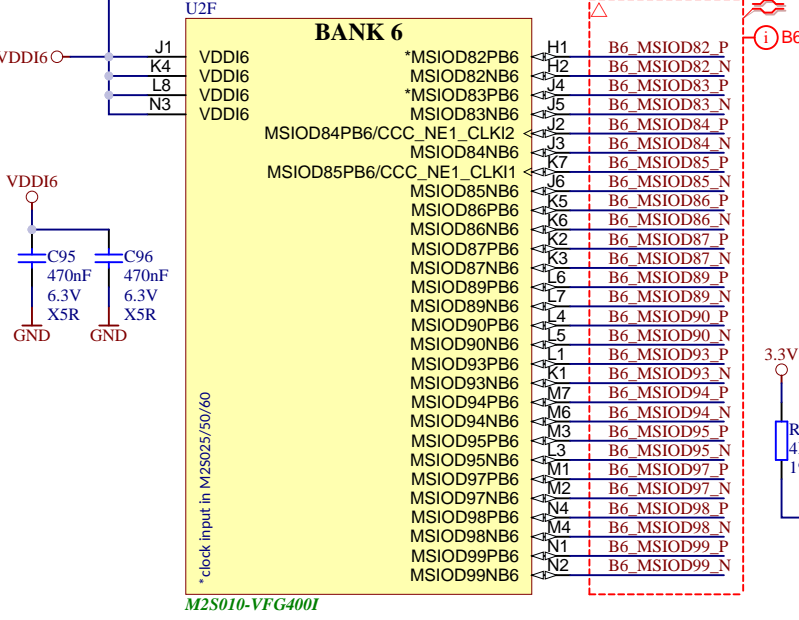 U2F
BANK 6
VDDI6
J1 VDDI6
K4 VDDI6
L8 VDDI6
N3 VDDI6
*MSIOD82PB6 H1 B6_MSIOD82_P
MSIOD82NB6 H2 B6_MSIOD82_N
*MSIOD83PB6 J4 B6_MSIOD83_P
MSIOD83NB6 J5 B6_MSIOD83_N
MSIOD84PB6/CCC_NE1_CLKI2 J2 B6_MSIOD84_P
MSIOD84NB6 J3 B6_MSIOD84_N
MSIOD85PB6/CCC_NE1_CLKI1 K7 B6_MSIOD85_P
MSIOD85NB6 J6 B6_MSIOD85_N
MSIOD86PB6 K5 B6_MSIOD86_P
MSIOD86NB6 K6 B6_MSIOD86_N
MSIOD87PB6 K2 B6_MSIOD87_P
MSIOD87NB6 K3 B6_MSIOD87_N
MSIOD89PB6 L6 B6_MSIOD89_P
MSIOD89NB6 L7 B6_MSIOD89_N
MSIOD90PB6 L4 B6_MSIOD90_P
MSIOD90NB6 L5 B6_MSIOD90_N
MSIOD93PB6 L1 B6_MSIOD93_P
MSIOD93NB6 K1 B6_MSIOD93_N
MSIOD94PB6 M7 B6_MSIOD94_P
MSIOD94NB6 M6 B6_MSIOD94_N
MSIOD95PB6 M3 B6_MSIOD95_P
MSIOD95NB6 L3 B6_MSIOD95_N
MSIOD97PB6 M1 B6_MSIOD97_P
MSIOD97NB6 M2 B6_MSIOD97_N
MSIOD98PB6 N4 B6_MSIOD98_P
MSIOD98NB6 M4 B6_MSIOD98_N
MSIOD99PB6 N1 B6_MSIOD99_P
MSIOD99NB6 N2 B6_MSIOD99_N
*clock input in M2S025/50/60
M2S010-VFG400I
VDDI6
C95
470nF
6.3V
X5R
GND
C96
470nF
6.3V
X5R
GND
i B6
3.3V
R